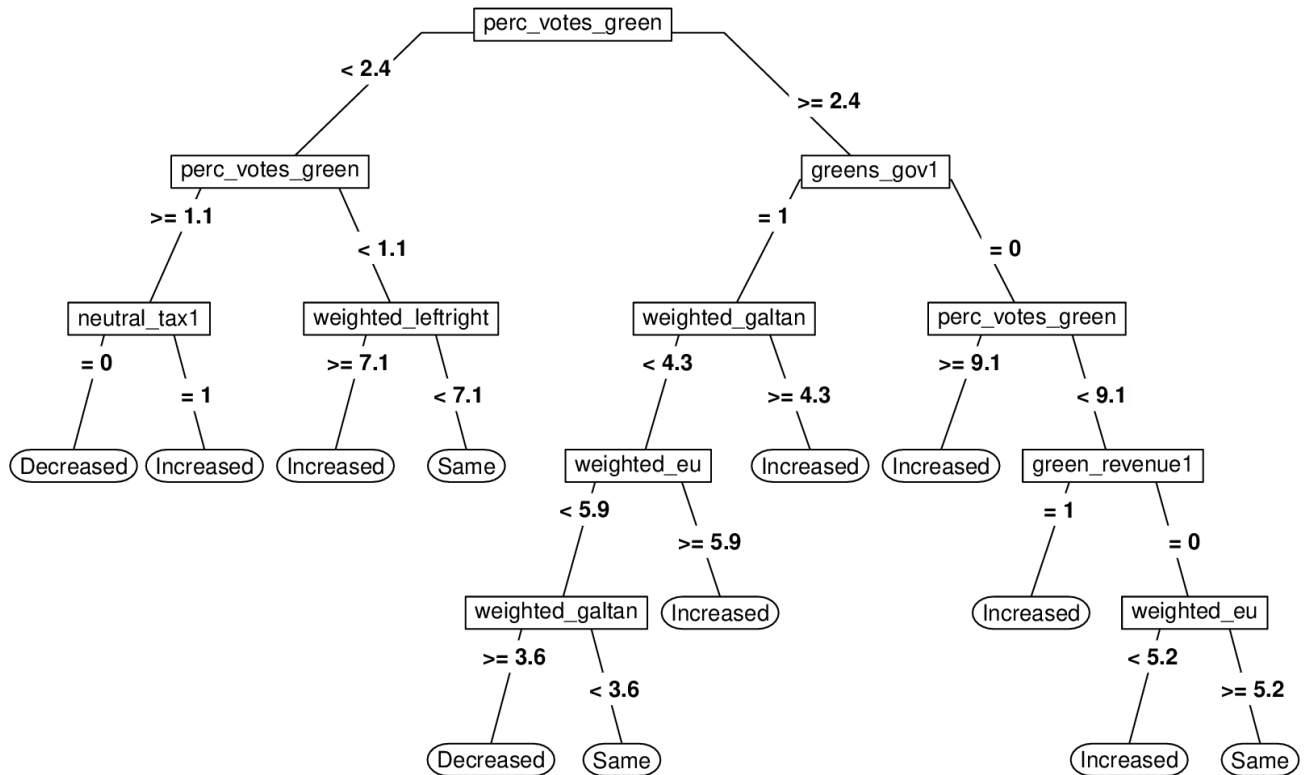 perc_votes_green
< 2.4
>= 2.4
perc_votes_green
greens_gov1
>= 1.1
< 1.1
= 1
= 0
neutral_tax1
weighted_leftright
weighted_galtan
perc_votes_green
= 0
= 1
>= 7.1
< 7.1
< 4.3
>= 4.3
>= 9.1
< 9.1
Decreased
Increased
Increased
Same
weighted_eu
Increased
Increased
green_revenue1
< 5.9
>= 5.9
= 1
= 0
weighted_galtan
Increased
Increased
weighted_eu
>= 3.6
< 3.6
< 5.2
>= 5.2
Decreased
Same
Increased
Same